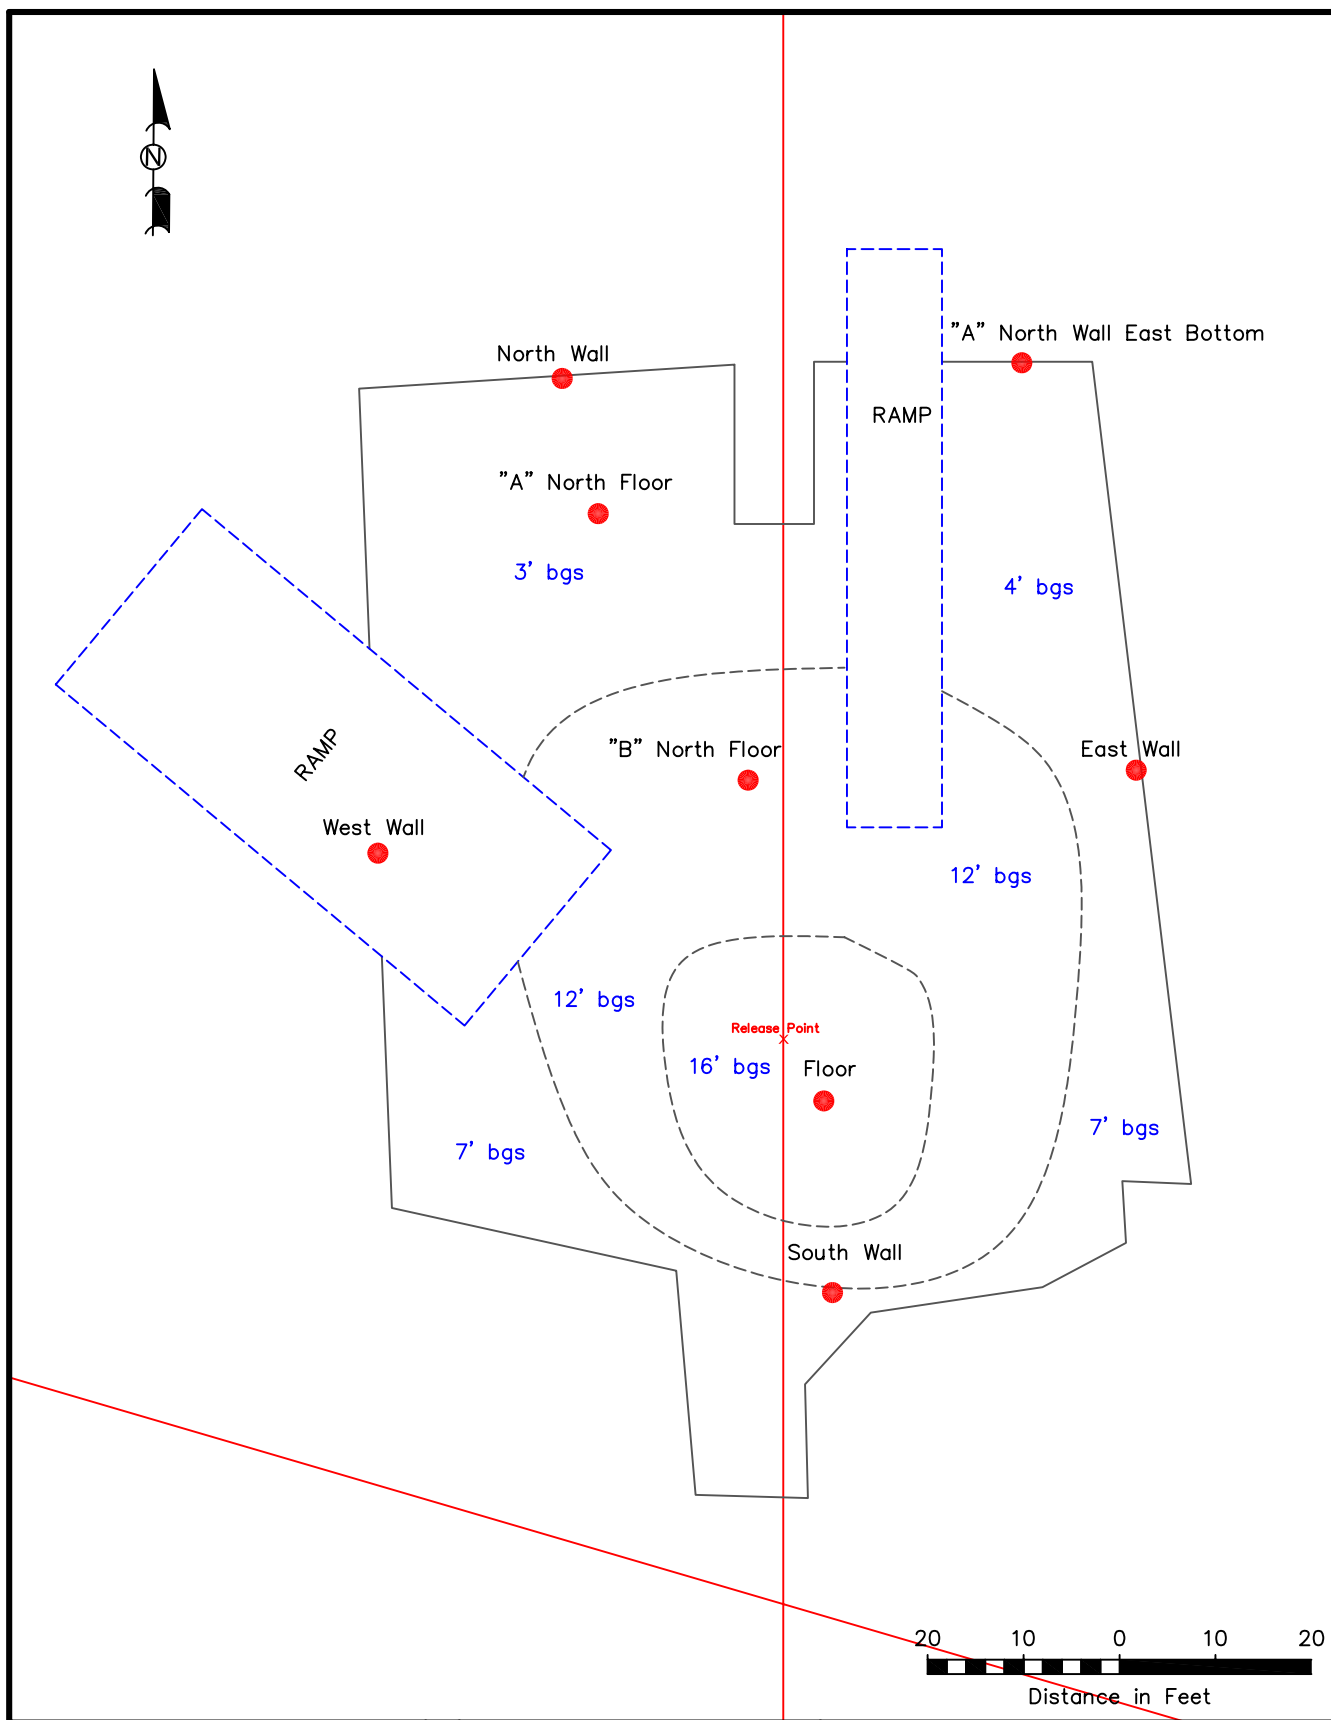 N
"A" North Wall East Bottom
North Wall
RAMP
"A" North Floor
3' bgs
4' bgs
"B" North Floor
East Wall
RAMP
West Wall
12' bgs
12' bgs
Release Point
16' bgs
Floor
7' bgs
7' bgs
South Wall
20 10 0 10 20
Distance in Feet